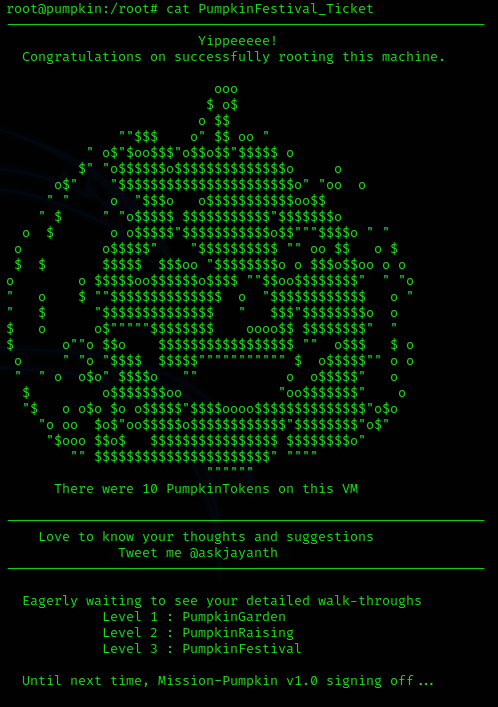 root@pumpkin:/root# cat PumpkinFestival_Ticket
Yippeeeee!
Congratulations on successfully rooting this machine.
There were 10 PumpkinTokens on this VM
Love to know your thoughts and suggestions
Tweet me @askjayanth
Eagerly waiting to see your detailed walk-throughs
Level 1 : PumpkinGarden
Level 2 : PumpkinRaising
Level 3 : PumpkinFestival
Until next time, Mission-Pumpkin v1.0 signing off...